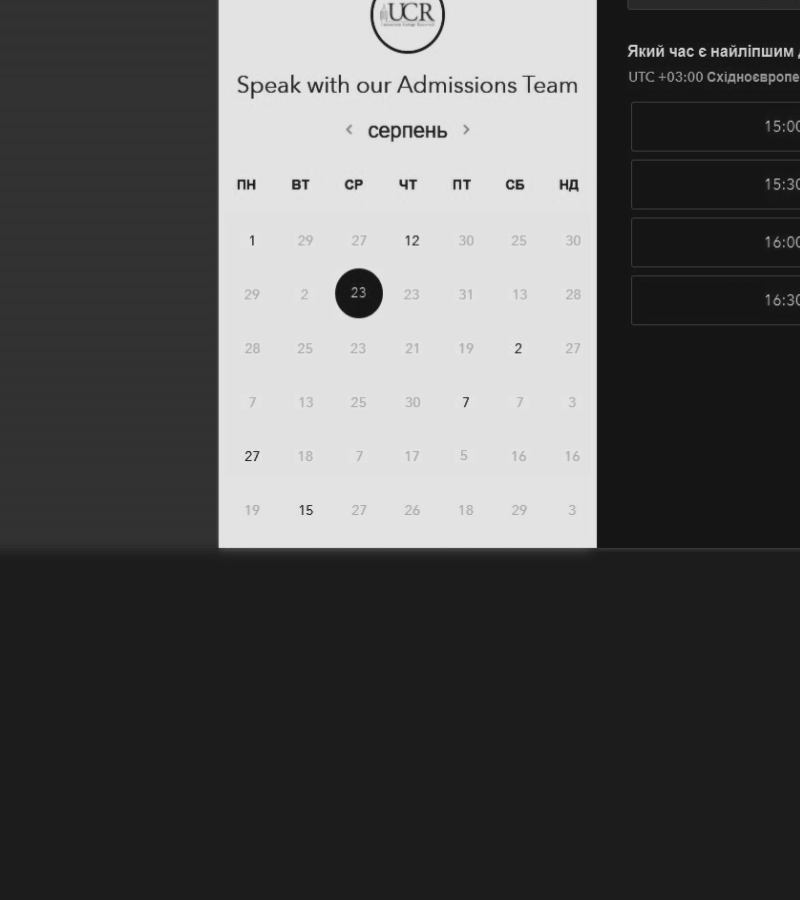 UCR
Speak with our Admissions Team
‹ серпень ›
ПН ВТ СР ЧТ ПТ СБ НД
1 29 27 12 30 25 30
29 2 23 23 31 13 28
28 25 23 21 19 2 27
7 13 25 30 7 7 3
27 18 7 17 5 16 16
19 15 27 26 18 29 3
Який час є найліпшим
UTC +03:00 Східноєвропе
15:00
15:30
16:00
16:30